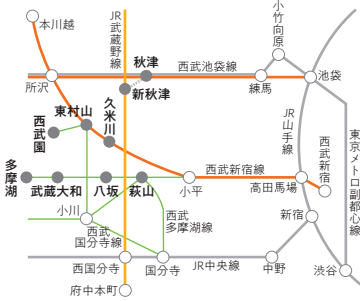 本川越
JR武蔵野線
小竹向原
秋津
西武池袋線
所沢
新秋津
練馬
池袋
東村山
久米川
西武園
JR山手線
東京メトロ副都心線
西武新宿
多摩湖
西武新宿線
武蔵大和
八坂
萩山
小平
高田馬場
小川
西武
多摩湖線
新宿
西武
国分寺線
西国分寺
国分寺
JR中央線
中野
渋谷
府中本町